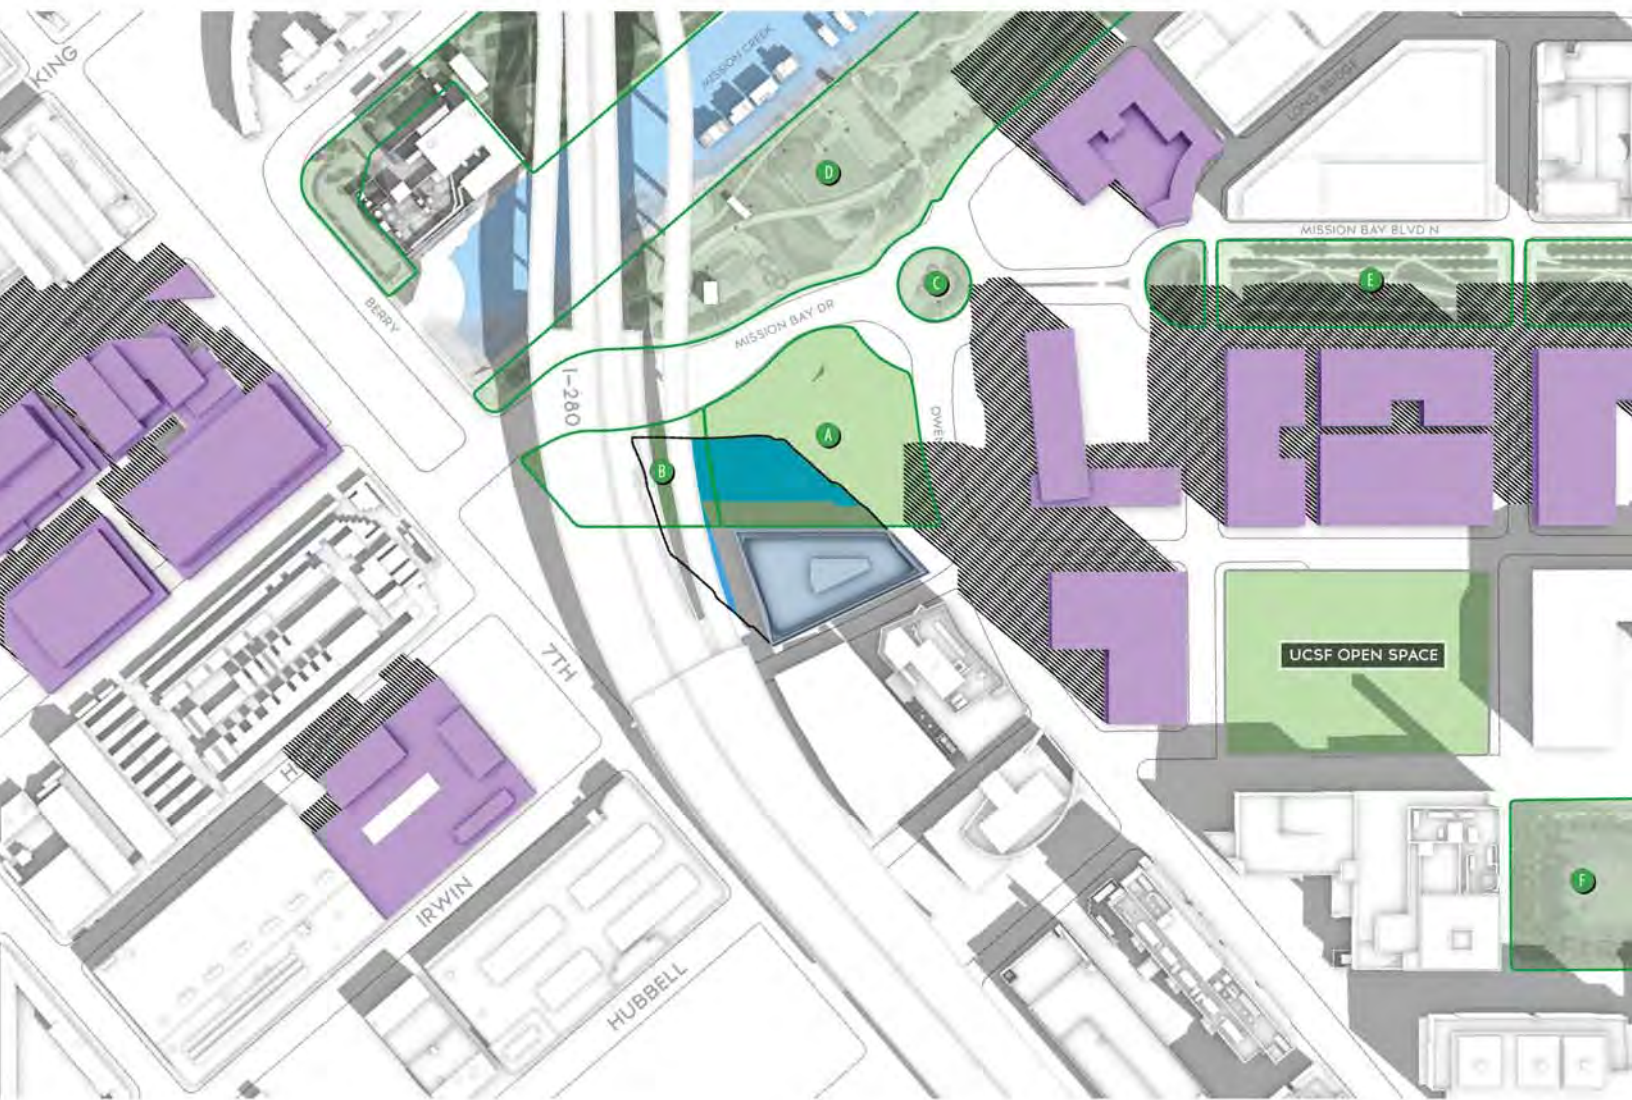 KING
MISSION CREEK
LONG BRIDGE
D
MISSION BAY BLVD N
C
E
BERRY
MISSION BAY DR
I-280
A
B
7TH
UCSF OPEN SPACE
H
F
IRWIN
HUBBELL